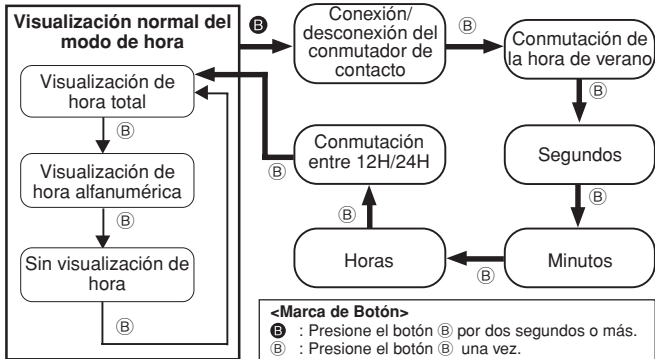 Visualización normal del
modo de hora
Visualización de
hora total
Ⓑ
Visualización de
hora alfanumérica
Ⓑ
Sin visualización de
hora
Ⓑ
🅑
Conexión/
desconexión del
conmutador de
contacto
Ⓑ
Conmutación de
la hora de verano
Ⓑ
Segundos
Ⓑ
Minutos
Ⓑ
Horas
Ⓑ
Conmutación
entre 12H/24H
Ⓑ
<Marca de Botón>
🅑 : Presione el botón Ⓑ por dos segundos o más.
Ⓑ : Presione el botón Ⓑ una vez.